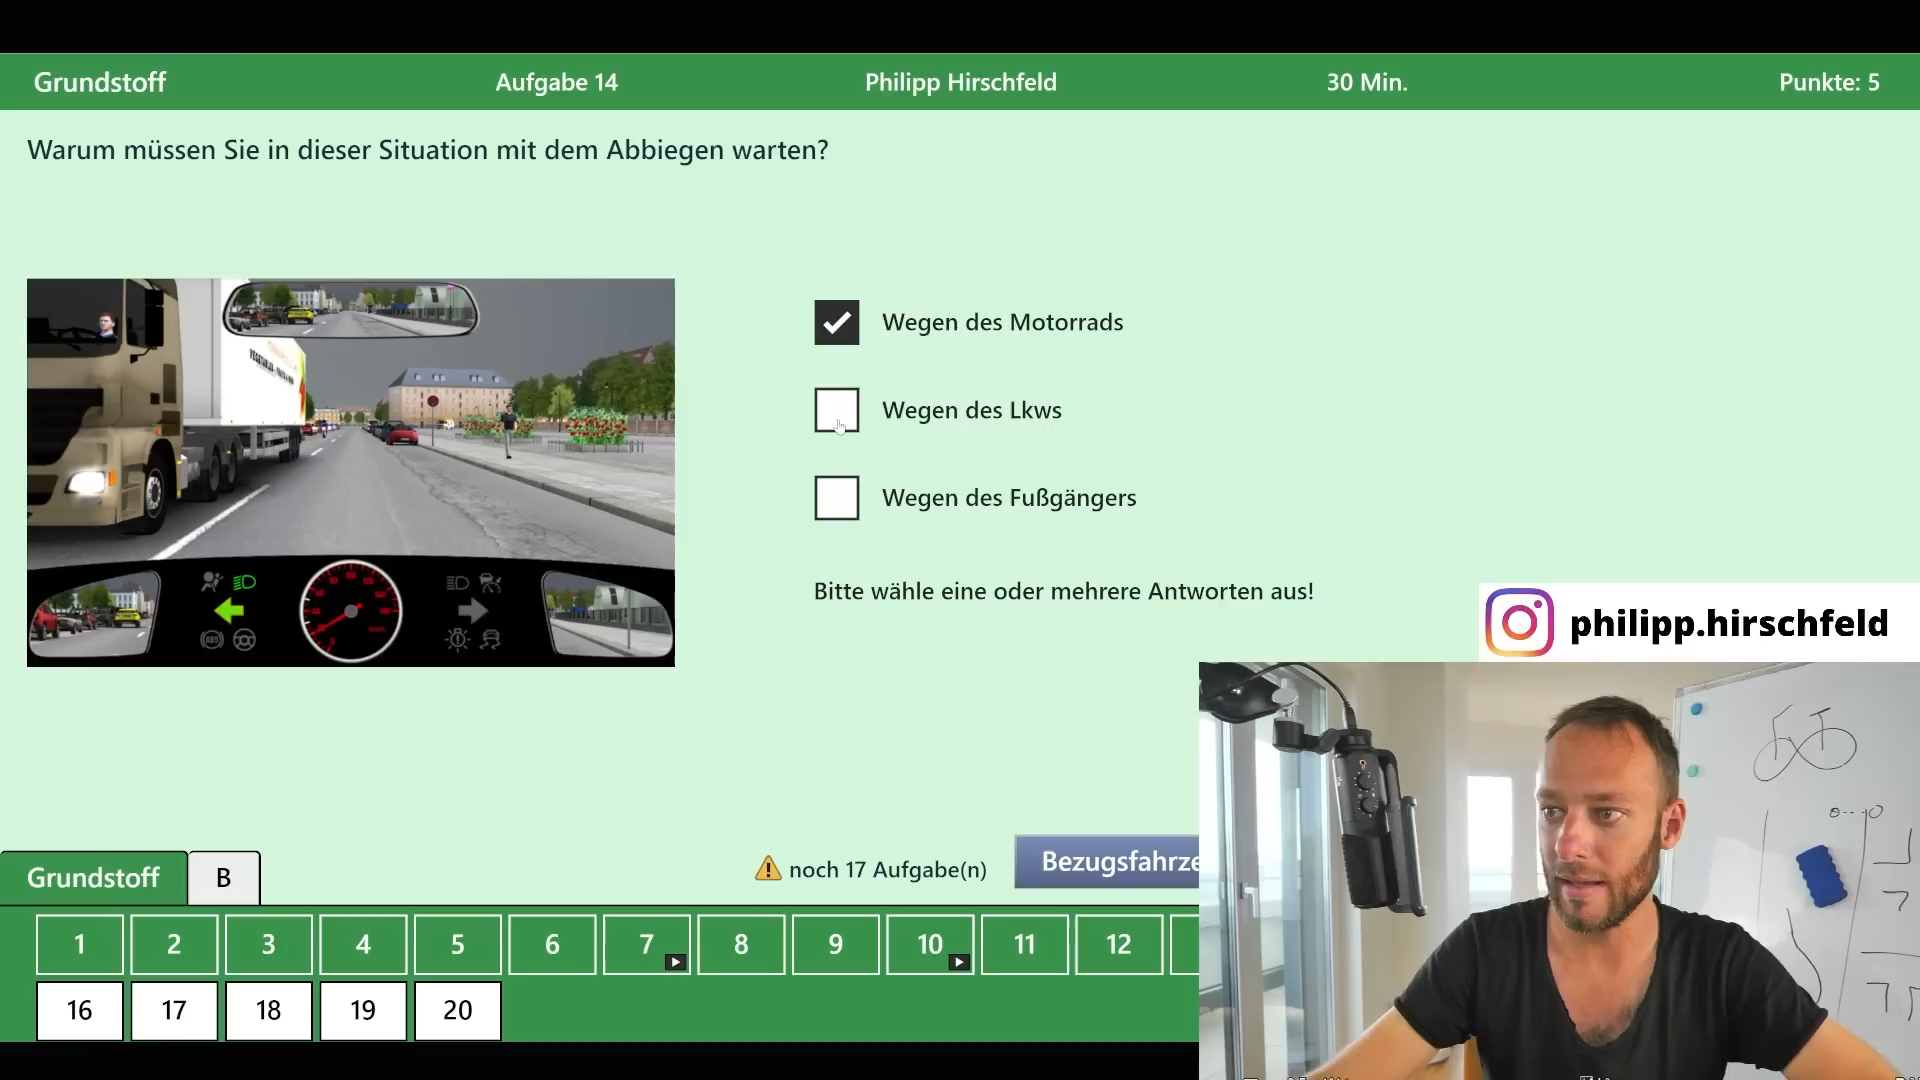 Grundstoff
Aufgabe 14
Philipp Hirschfeld
30 Min.
Punkte: 5
Warum müssen Sie in dieser Situation mit dem Abbiegen warten?
Wegen des Motorrads
Wegen des Lkws
Wegen des Fußgängers
Bitte wähle eine oder mehrere Antworten aus!
philipp.hirschfeld
Grundstoff
B
noch 17 Aufgabe(n)
Bezugsfahrze
1 2 3 4 5 6 7 8 9 10 11 12
16 17 18 19 20